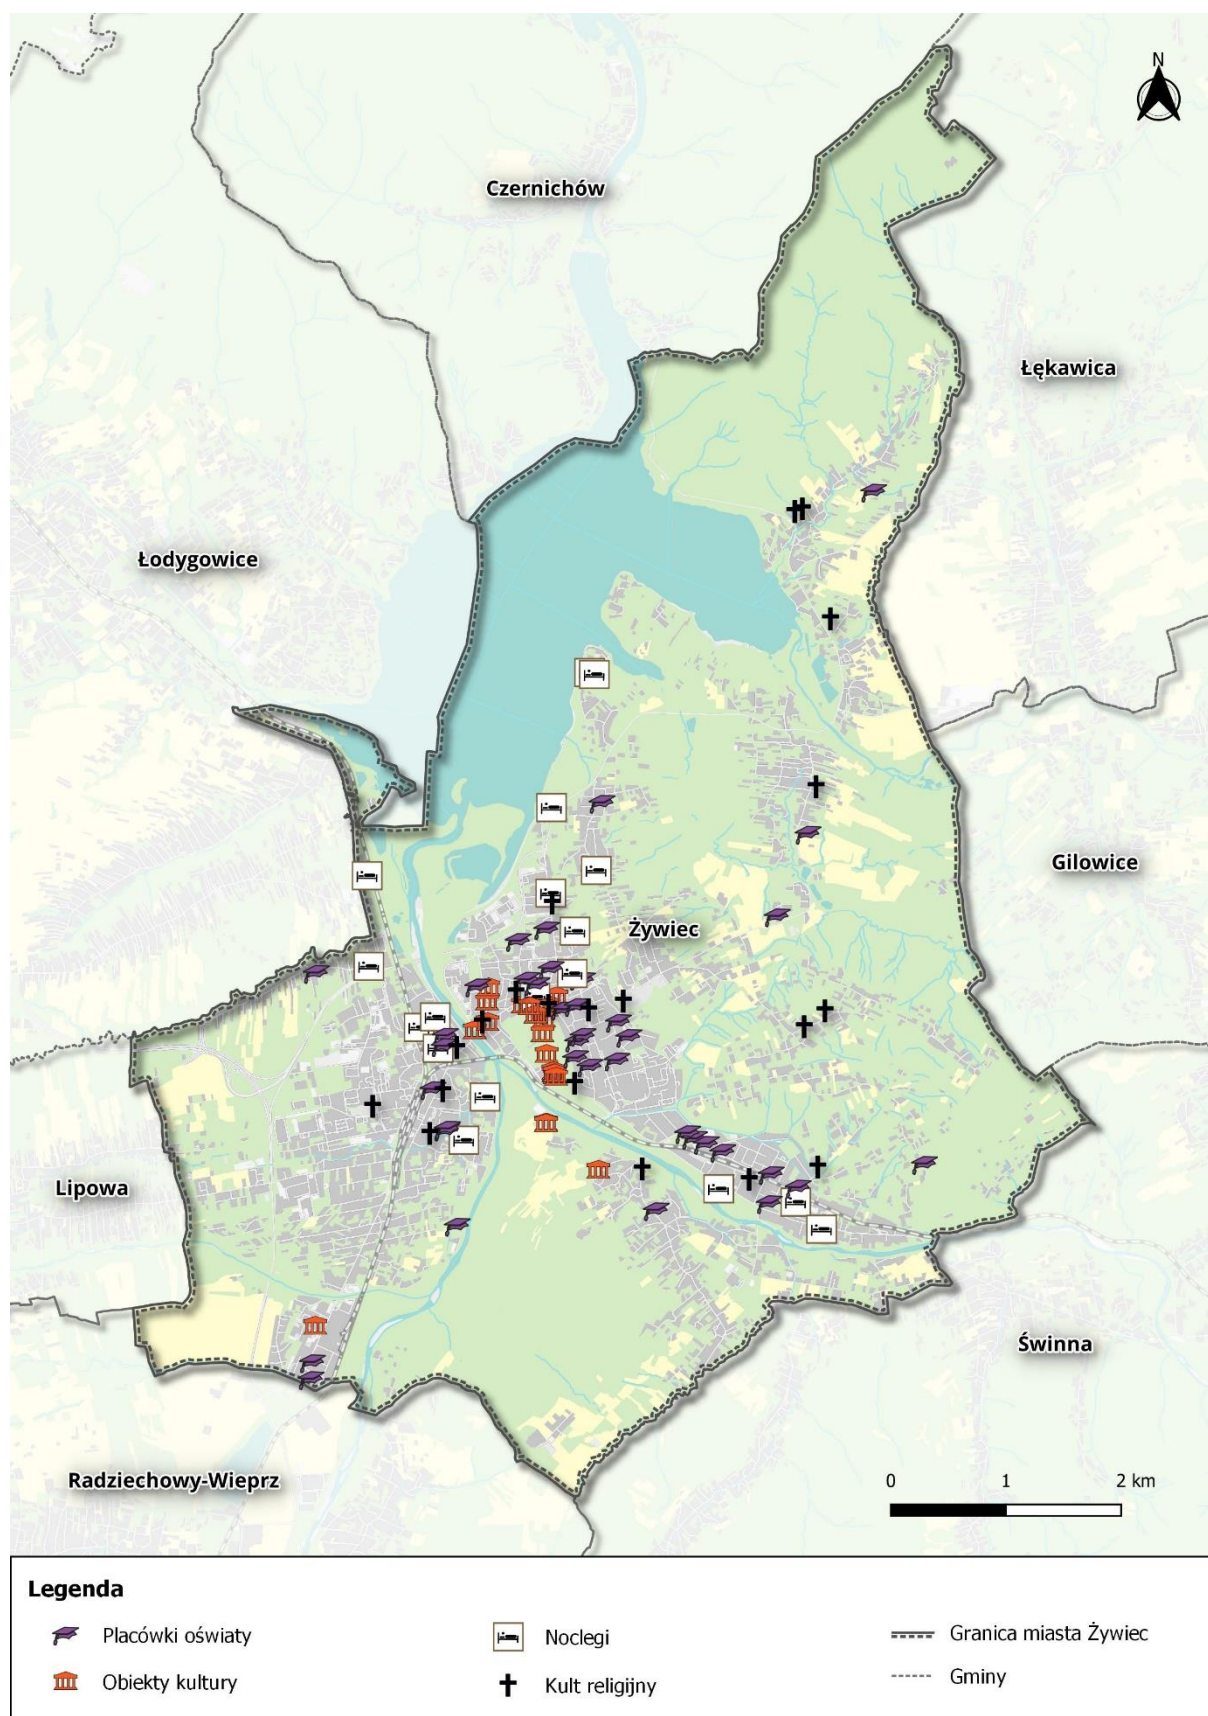 N
Czernichów
Łękawica
Łodygowice
Gilowice
Żywiec
Lipowa
Świnna
Radziechowy-Wieprz
0 1 2 km
Legenda
Placówki oświaty
Noclegi
Granica miasta Żywiec
Obiekty kultury
Kult religijny
Gminy